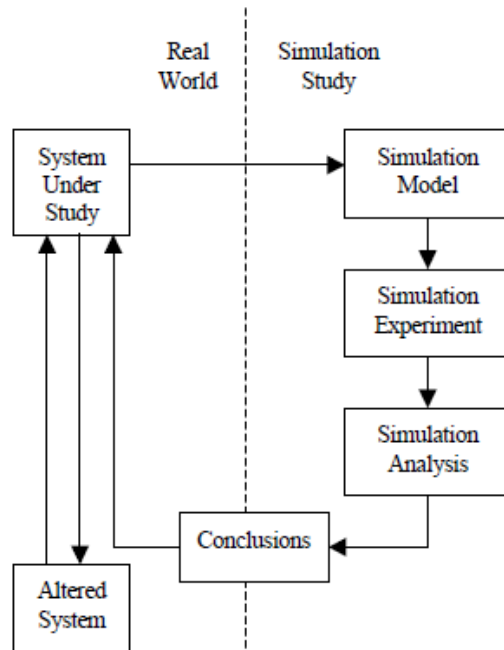 Real
World
Simulation
Study
System
Under
Study
Simulation
Model
Simulation
Experiment
Simulation
Analysis
Conclusions
Altered
System